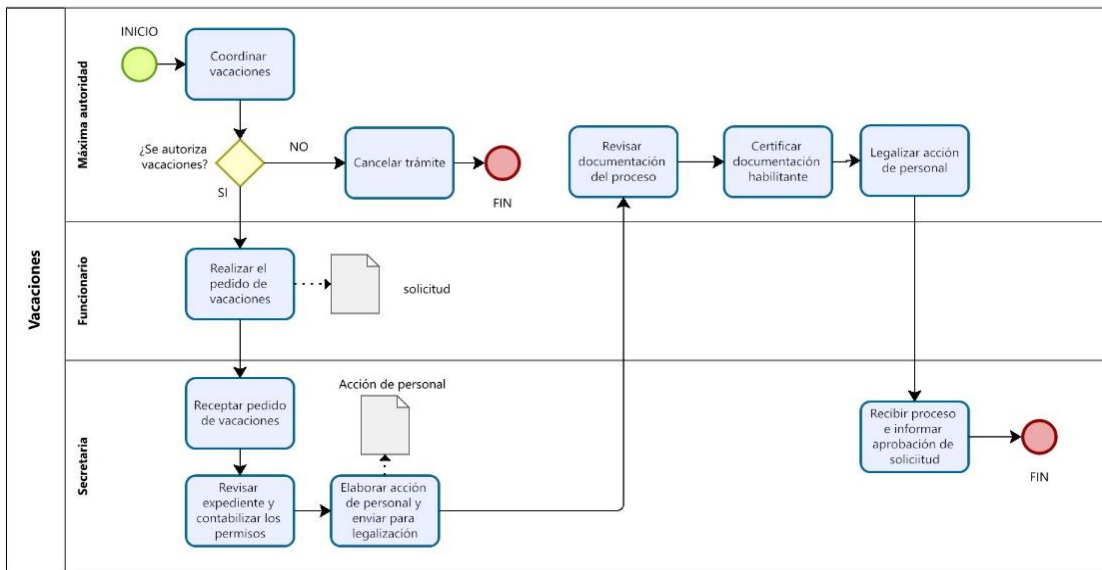 Vacaciones
Máxima autoridad
INICIO
Coordinar
vacaciones
¿Se autoriza
vacaciones?
NO
SI
Cancelar trámite
FIN
Revisar
documentación
del proceso
Certificar
documentación
habilitante
Legalizar acción
de personal
Funcionario
Realizar el
pedido de
vacaciones
solicitud
Secretaria
Receptar pedido
de vacaciones
Revisar
expediente y
contabilizar los
permisos
Acción de personal
Elaborar acción
de personal y
enviar para
legalización
Recibir proceso
e informar
aprobación de
soliciitud
FIN